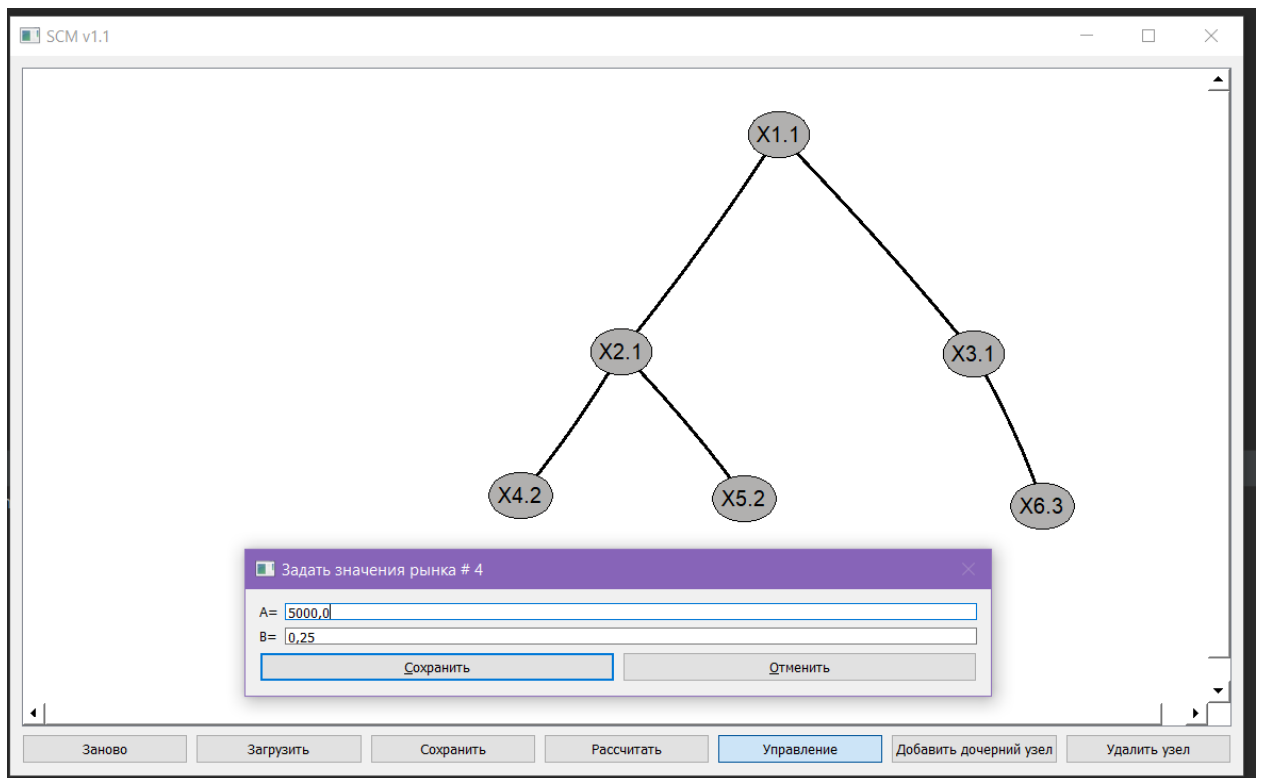 SCM v1.1
X1.1
X2.1
X3.1
X4.2
X5.2
X6.3
Задать значения рынка # 4
A= 5000,0
B= 0,25
Сохранить Отменить
Заново Загрузить Сохранить Рассчитать Управление Добавить дочерний узел Удалить узел